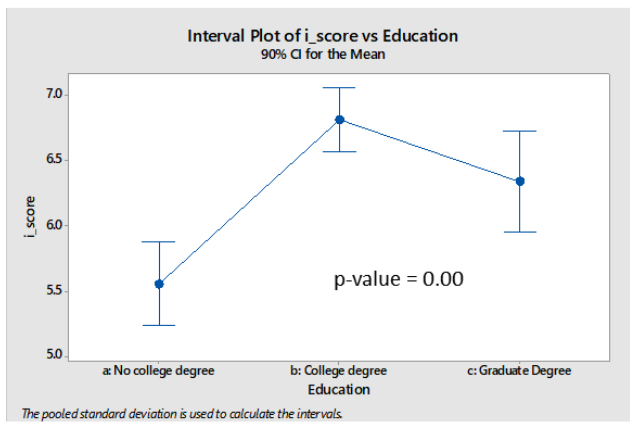 Interval Plot of i_score vs Education
90% CI for the Mean
7.0
6.5
6.0
5.5
5.0
i_score
p-value = 0.00
a: No college degree b: College degree c: Graduate Degree
Education
The pooled standard deviation is used to calculate the intervals.